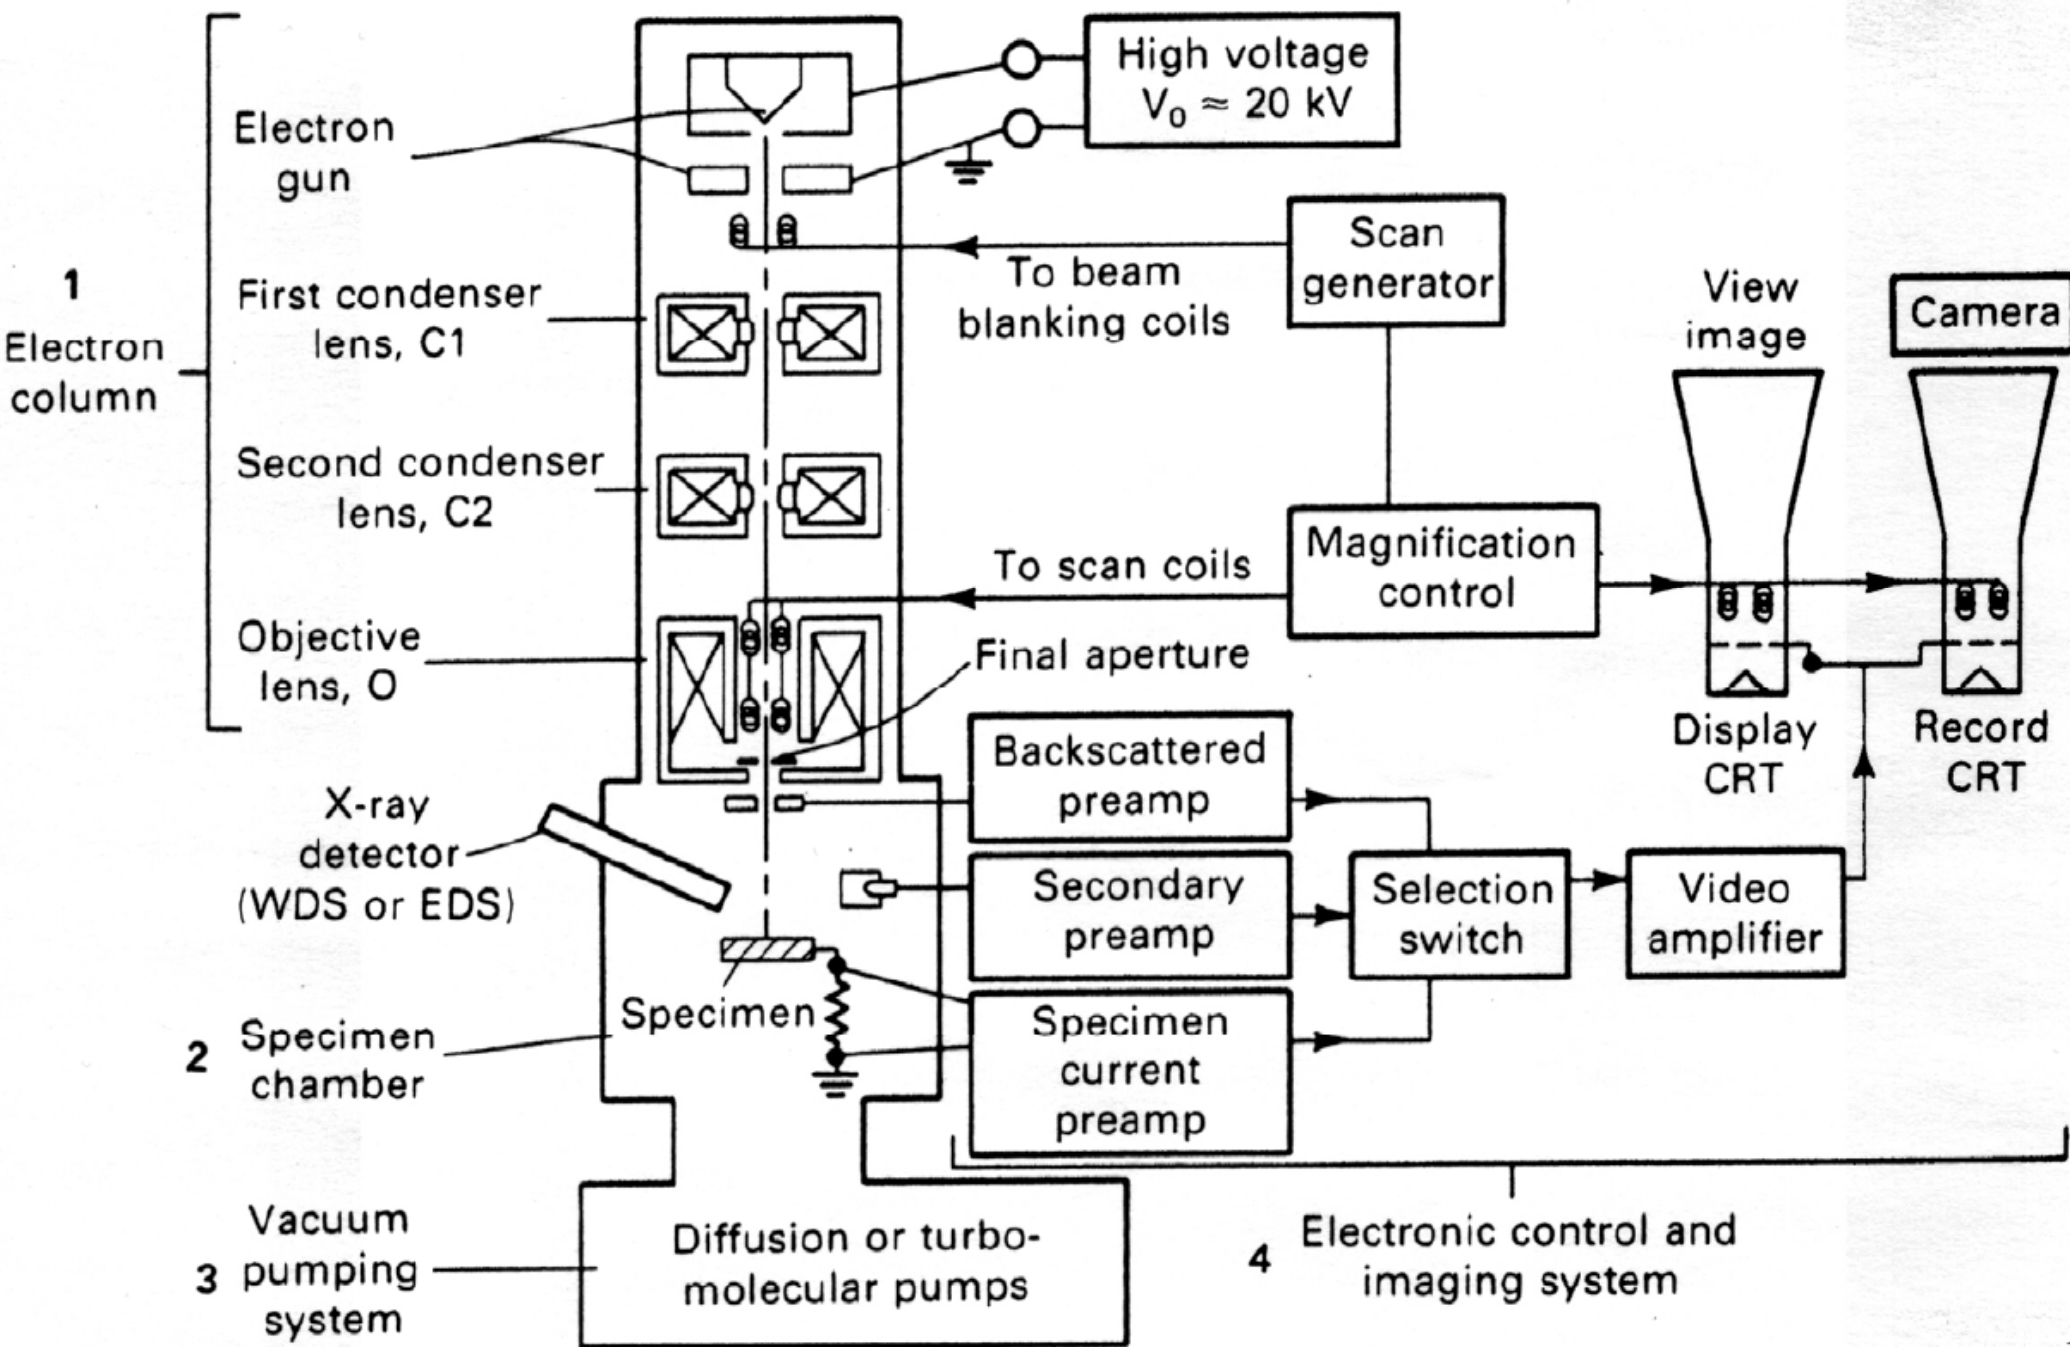 High voltage
V₀ ≈ 20 kV
Electron
gun
Scan
generator
To beam
blanking coils
1
Electron
column
First condenser
lens, C1
View
image
Camera
Second condenser
lens, C2
To scan coils
Magnification
control
Objective
lens, O
Final aperture
Display
CRT
Record
CRT
Backscattered
preamp
X-ray
detector
(WDS or EDS)
Secondary
preamp
Selection
switch
Video
amplifier
Specimen
Specimen
current
preamp
2
Specimen
chamber
3
Vacuum
pumping
system
Diffusion or turbo-
molecular pumps
4
Electronic control and
imaging system